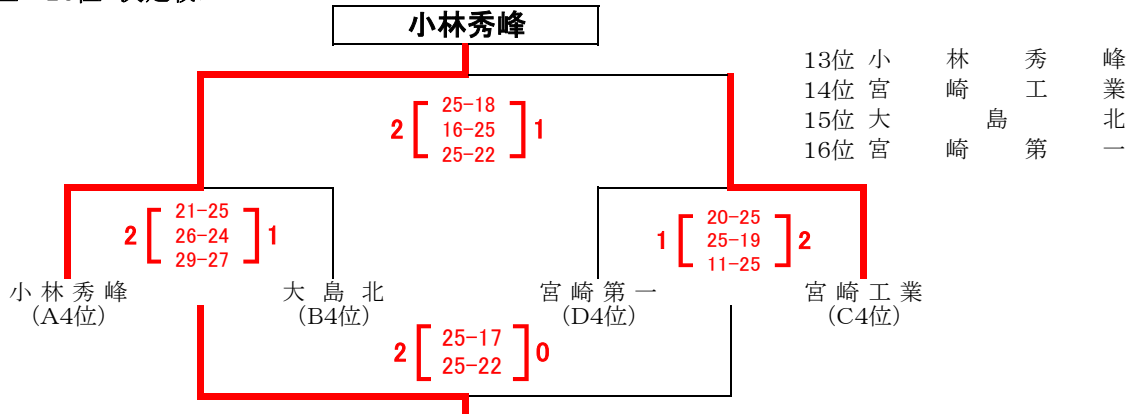 小林秀峰
13位 小林秀峰
14位 宮崎工業
15位 大島北
16位 宮崎第一
2 25-18 1
16-25
25-22
2 21-25 1
26-24
29-27
1 20-25 2
25-19
11-25
小林秀峰 大島北 宮崎第一 宮崎工業
(A4位) (B4位) (D4位) (C4位)
2 25-17 0
25-22